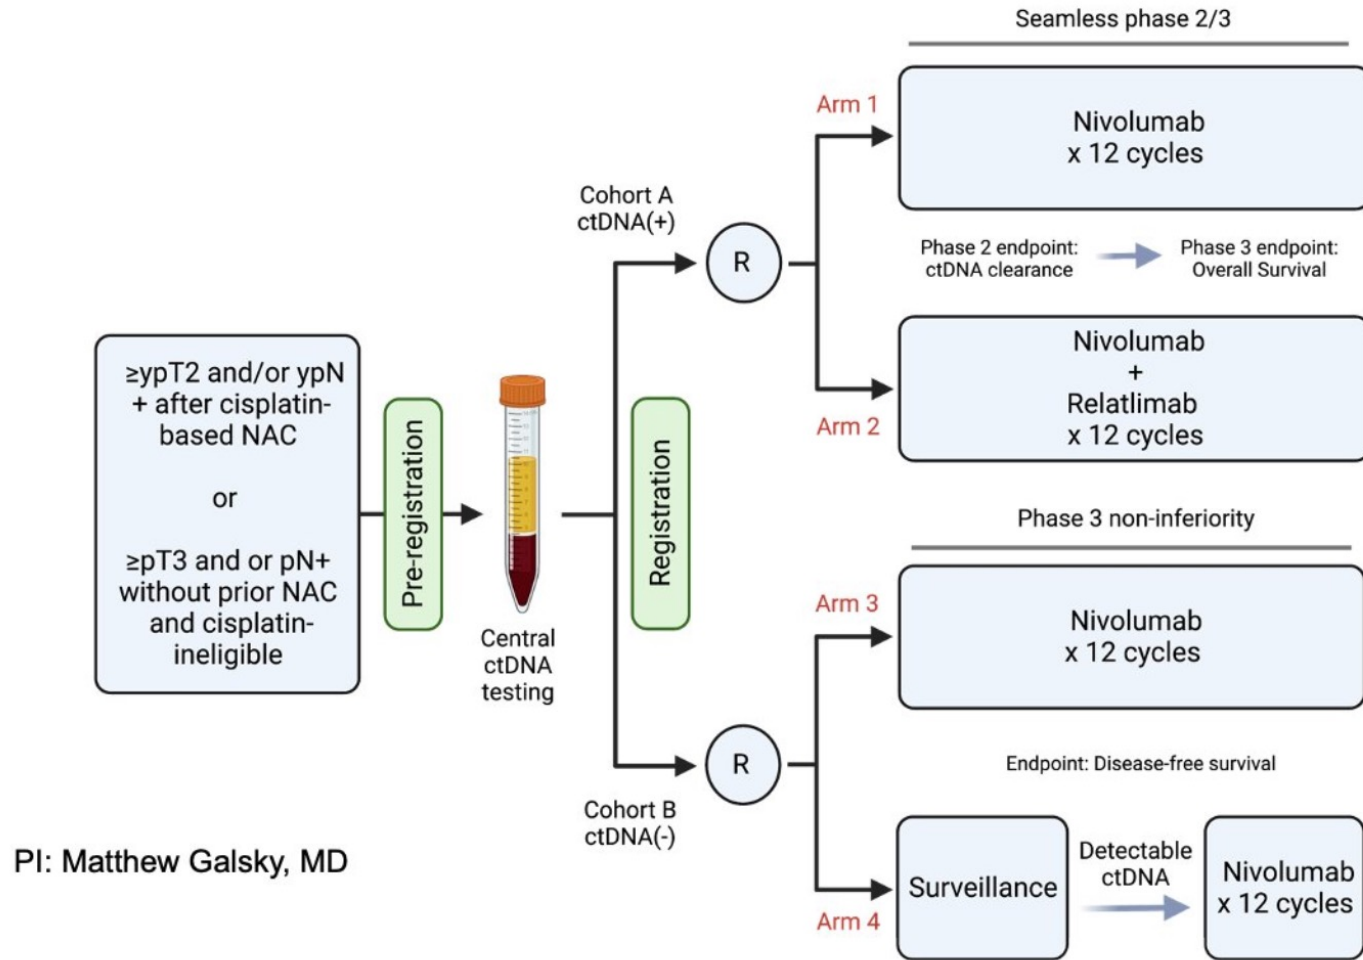 Seamless phase 2/3
Arm 1
Nivolumab
x 12 cycles
Cohort A
ctDNA(+)
R
Phase 2 endpoint:
ctDNA clearance
Phase 3 endpoint:
Overall Survival
Arm 2
Nivolumab
+
Relatlimab
x 12 cycles
≥ypT2 and/or ypN
+ after cisplatin-
based NAC
or
≥pT3 and or pN+
without prior NAC
and cisplatin-
ineligible
Pre-registration
Central
ctDNA
testing
Registration
Phase 3 non-inferiority
Arm 3
Nivolumab
x 12 cycles
Cohort B
ctDNA(-)
R
Endpoint: Disease-free survival
Arm 4
Surveillance
Detectable
ctDNA
Nivolumab
x 12 cycles
PI: Matthew Galsky, MD